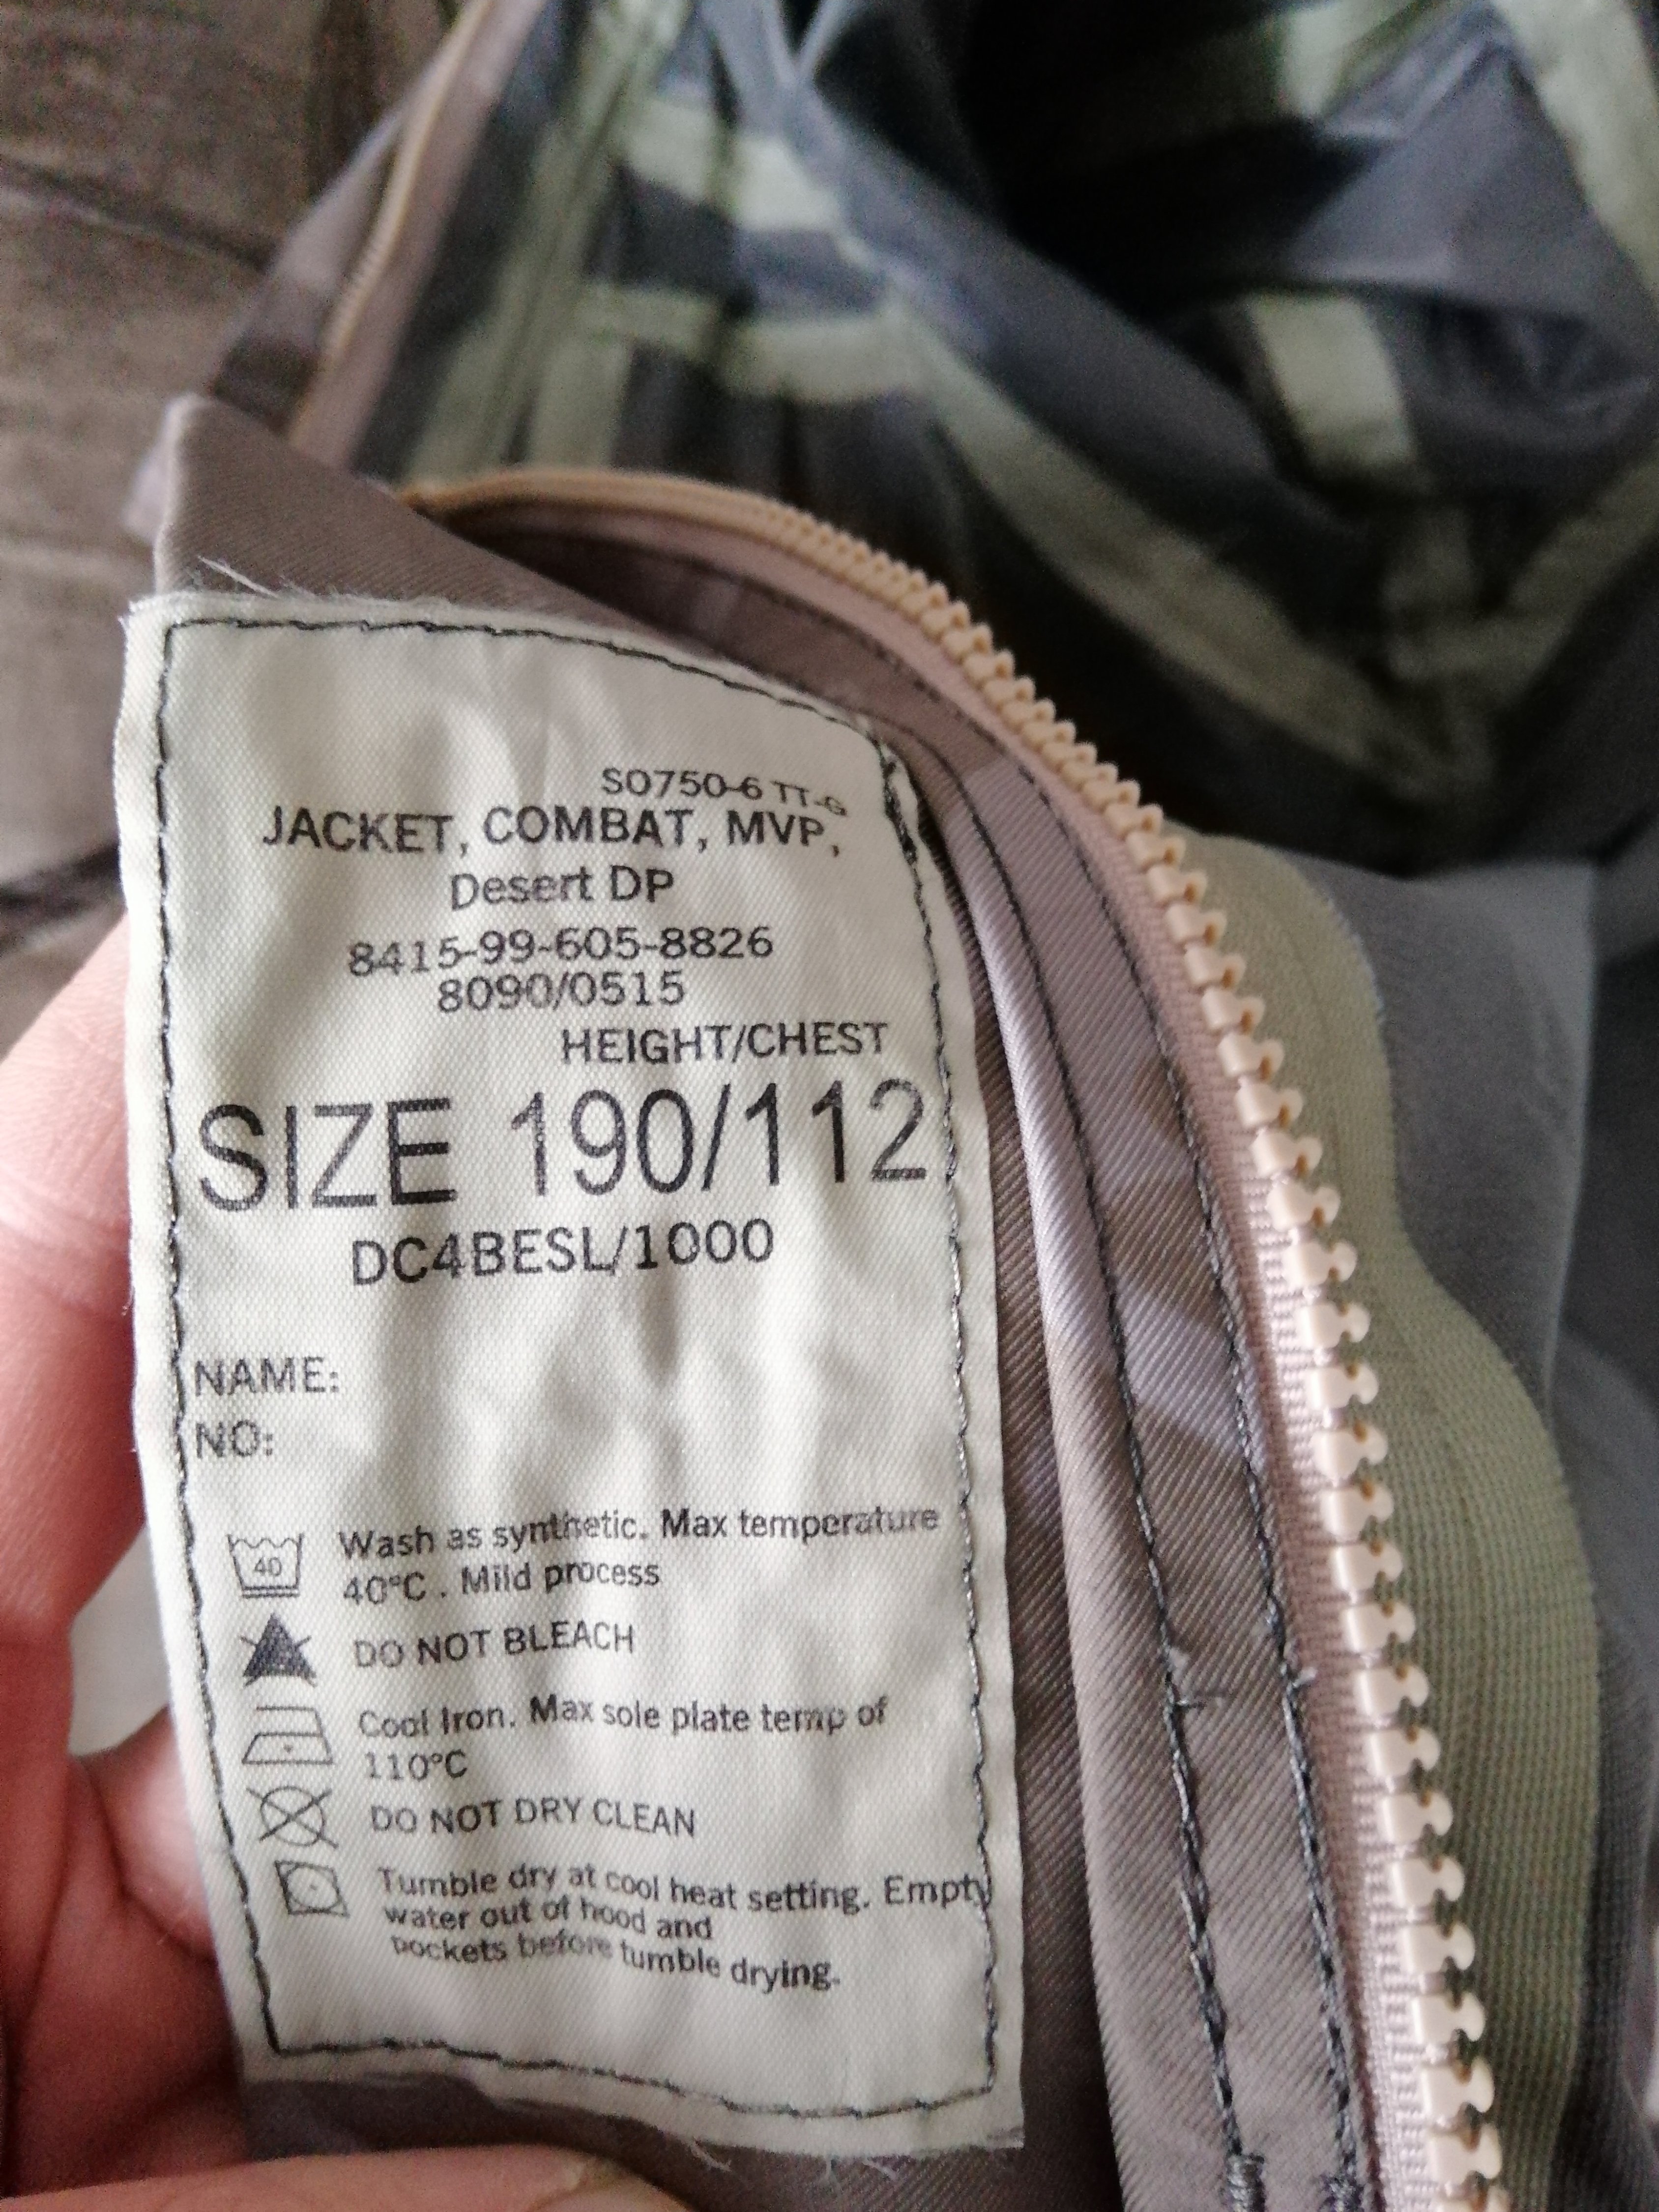 SO750-6 TT-G
JACKET, COMBAT, MVP,
Desert DP
8415-99-605-8826
8090/0515
HEIGHT/CHEST
SIZE 190/112
DC4BESL/1000
NAME:
NO:
40
Wash as synthetic. Max temperature
40°C . Mild process
DO NOT BLEACH
Cool Iron. Max sole plate temp of
110°C
DO NOT DRY CLEAN
Tumble dry at cool heat setting. Empty
water out of hood and
pockets before tumble drying.